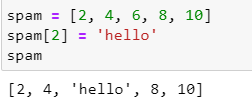 spam = [2, 4, 6, 8, 10]
spam[2] = 'hello'
spam
[2, 4, 'hello', 8, 10]